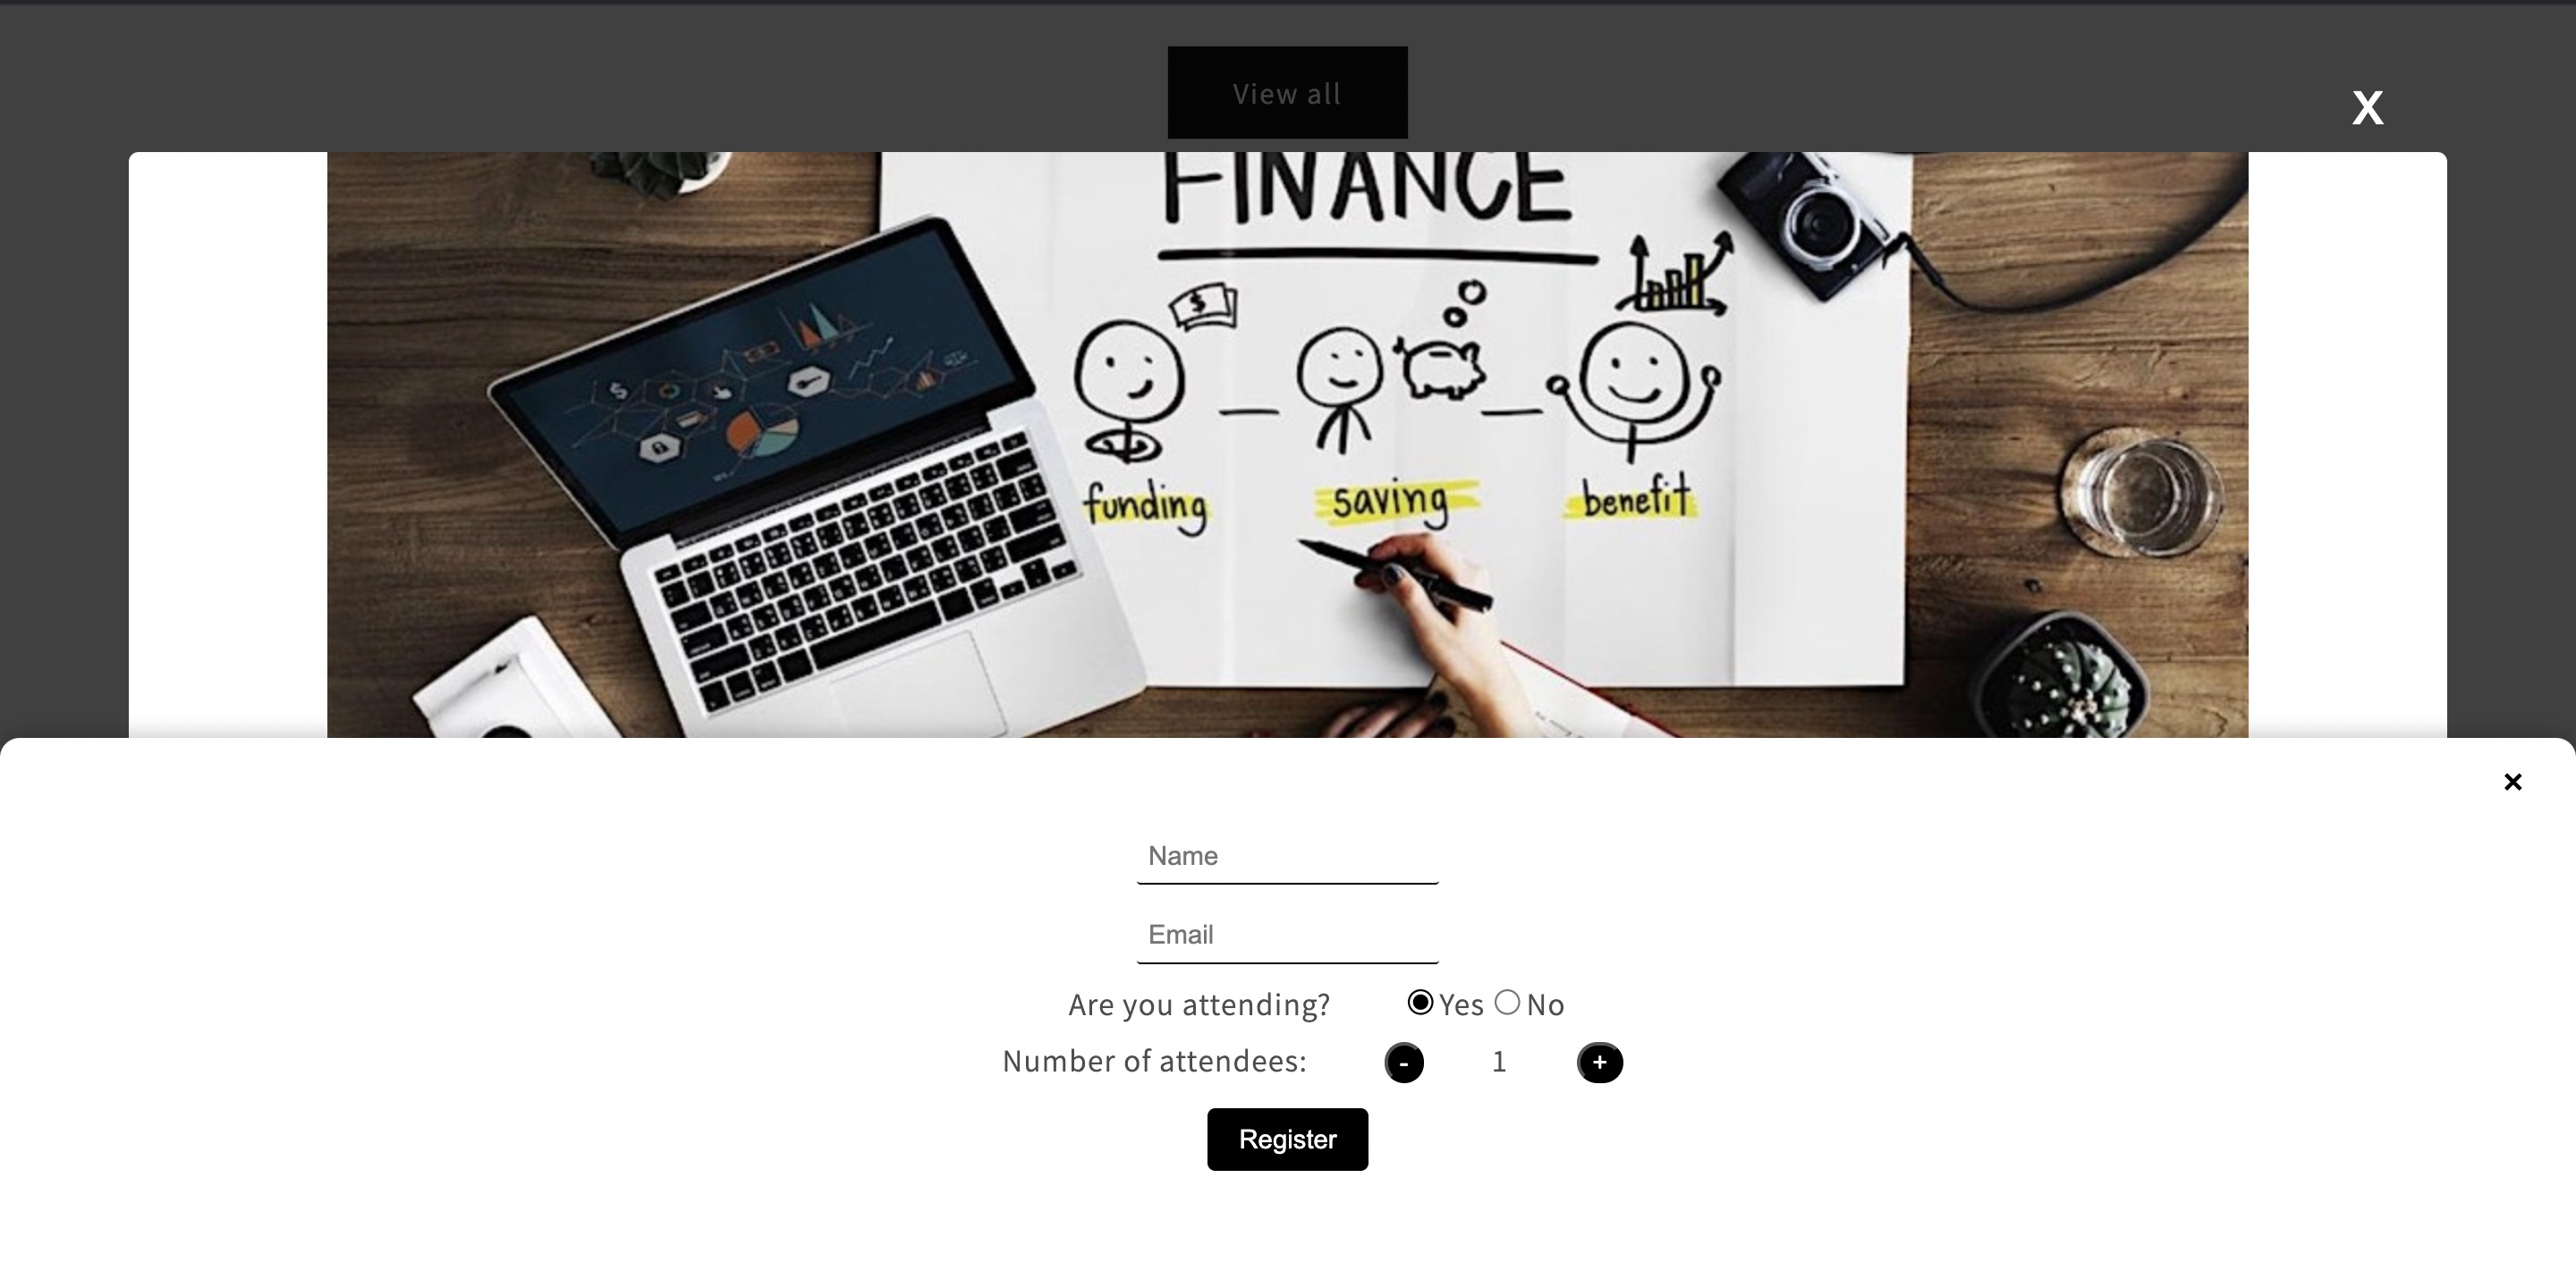 View all
X
FINANCE
$
$
funding saving benefit
×
Name
Email
Are you attending? Yes No
Number of attendees: - 1 +
Register